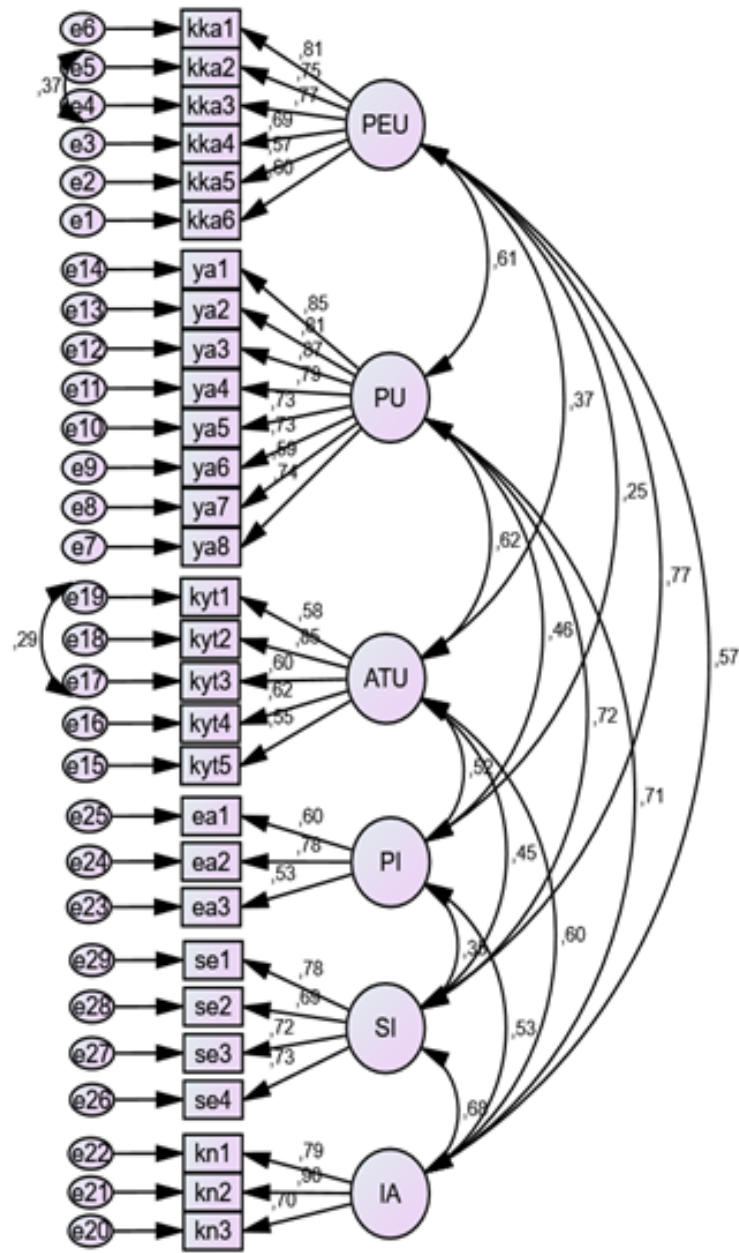 e6 kka1
,81
e5 kka2
,75
,37
e4 kka3
,77
PEU
,69
e3 kka4
,57
e2 kka5
e1 kka6
,61
e14 ya1
,85
e13 ya2
,81
e12 ya3
,87
,79
e11 ya4
PU
,37
,73
e10 ya5
,73
e9 ya6
,74
,25
e8 ya7
,62
e7 ya8
,77
e19 kyt1
,58
,29
e18 kyt2
,46
,57
,60
e17 kyt3
ATU
,62
e16 kyt4
,55
,72
e15 kyt5
,71
e25 ea1
,60
,78
,45
e24 ea2
PI
,53
e23 ea3
,60
e29 se1
,78
,69
e28 se2
,72
SI
,53
e27 se3
,73
e26 se4
,68
e22 kn1
,79
e21 kn2
IA
,70
e20 kn3